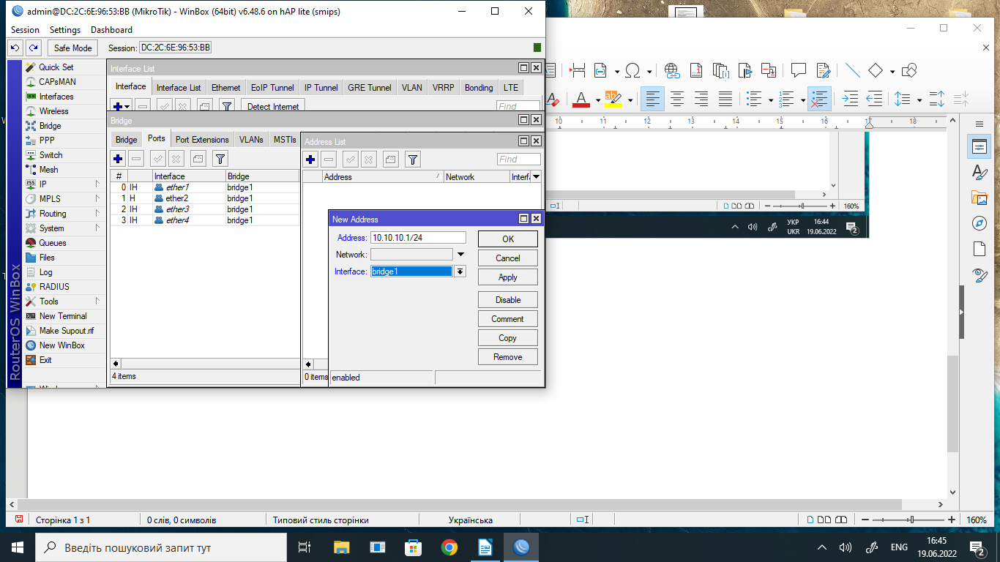 admin@DC:2C:6E:96:53:BB (MikroTik) - WinBox (64bit) v6.48.6 on hAP lite (smips)
Session Settings Dashboard
Safe Mode Session: DC:2C:6E:96:53:BB
RouterOS WinBox
Quick Set
CAPsMAN
Interfaces
Wireless
Bridge
PPP
Switch
Mesh
IP
MPLS
Routing
System
Queues
Files
Log
RADIUS
Tools
New Terminal
Make Supout.rif
New WinBox
Exit
Interface List
Interface Interface List Ethernet EoIP Tunnel IP Tunnel GRE Tunnel VLAN VRRP Bonding LTE
Detect Internet Find
Bridge
Bridge Ports Port Extensions VLANs MSTIs
# Interface Bridge
0 IH ether1 bridge1
1 H ether2 bridge1
2 IH ether3 bridge1
3 IH ether4 bridge1
4 items
Address List
Find
Address Network
0 items
New Address
Address: 10.10.10.1/24
Network:
Interface: bridge1
OK
Cancel
Apply
Disable
Comment
Copy
Remove
enabled
10 11 12 13 14 15 16 17 18
160%
УКР
UKR
16:44
19.06.2022
2
Сторінка 1 з 1 0 слів, 0 символів Типовий стиль сторінки Українська 160%
Введіть пошуковий запит тут
ENG
16:45
19.06.2022
2